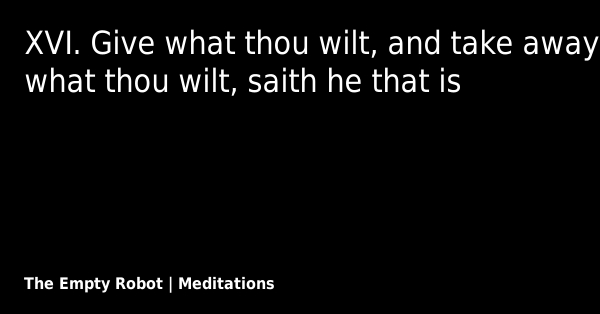 XVI. Give what thou wilt, and take away
what thou wilt, saith he that is
The Empty Robot | Meditations